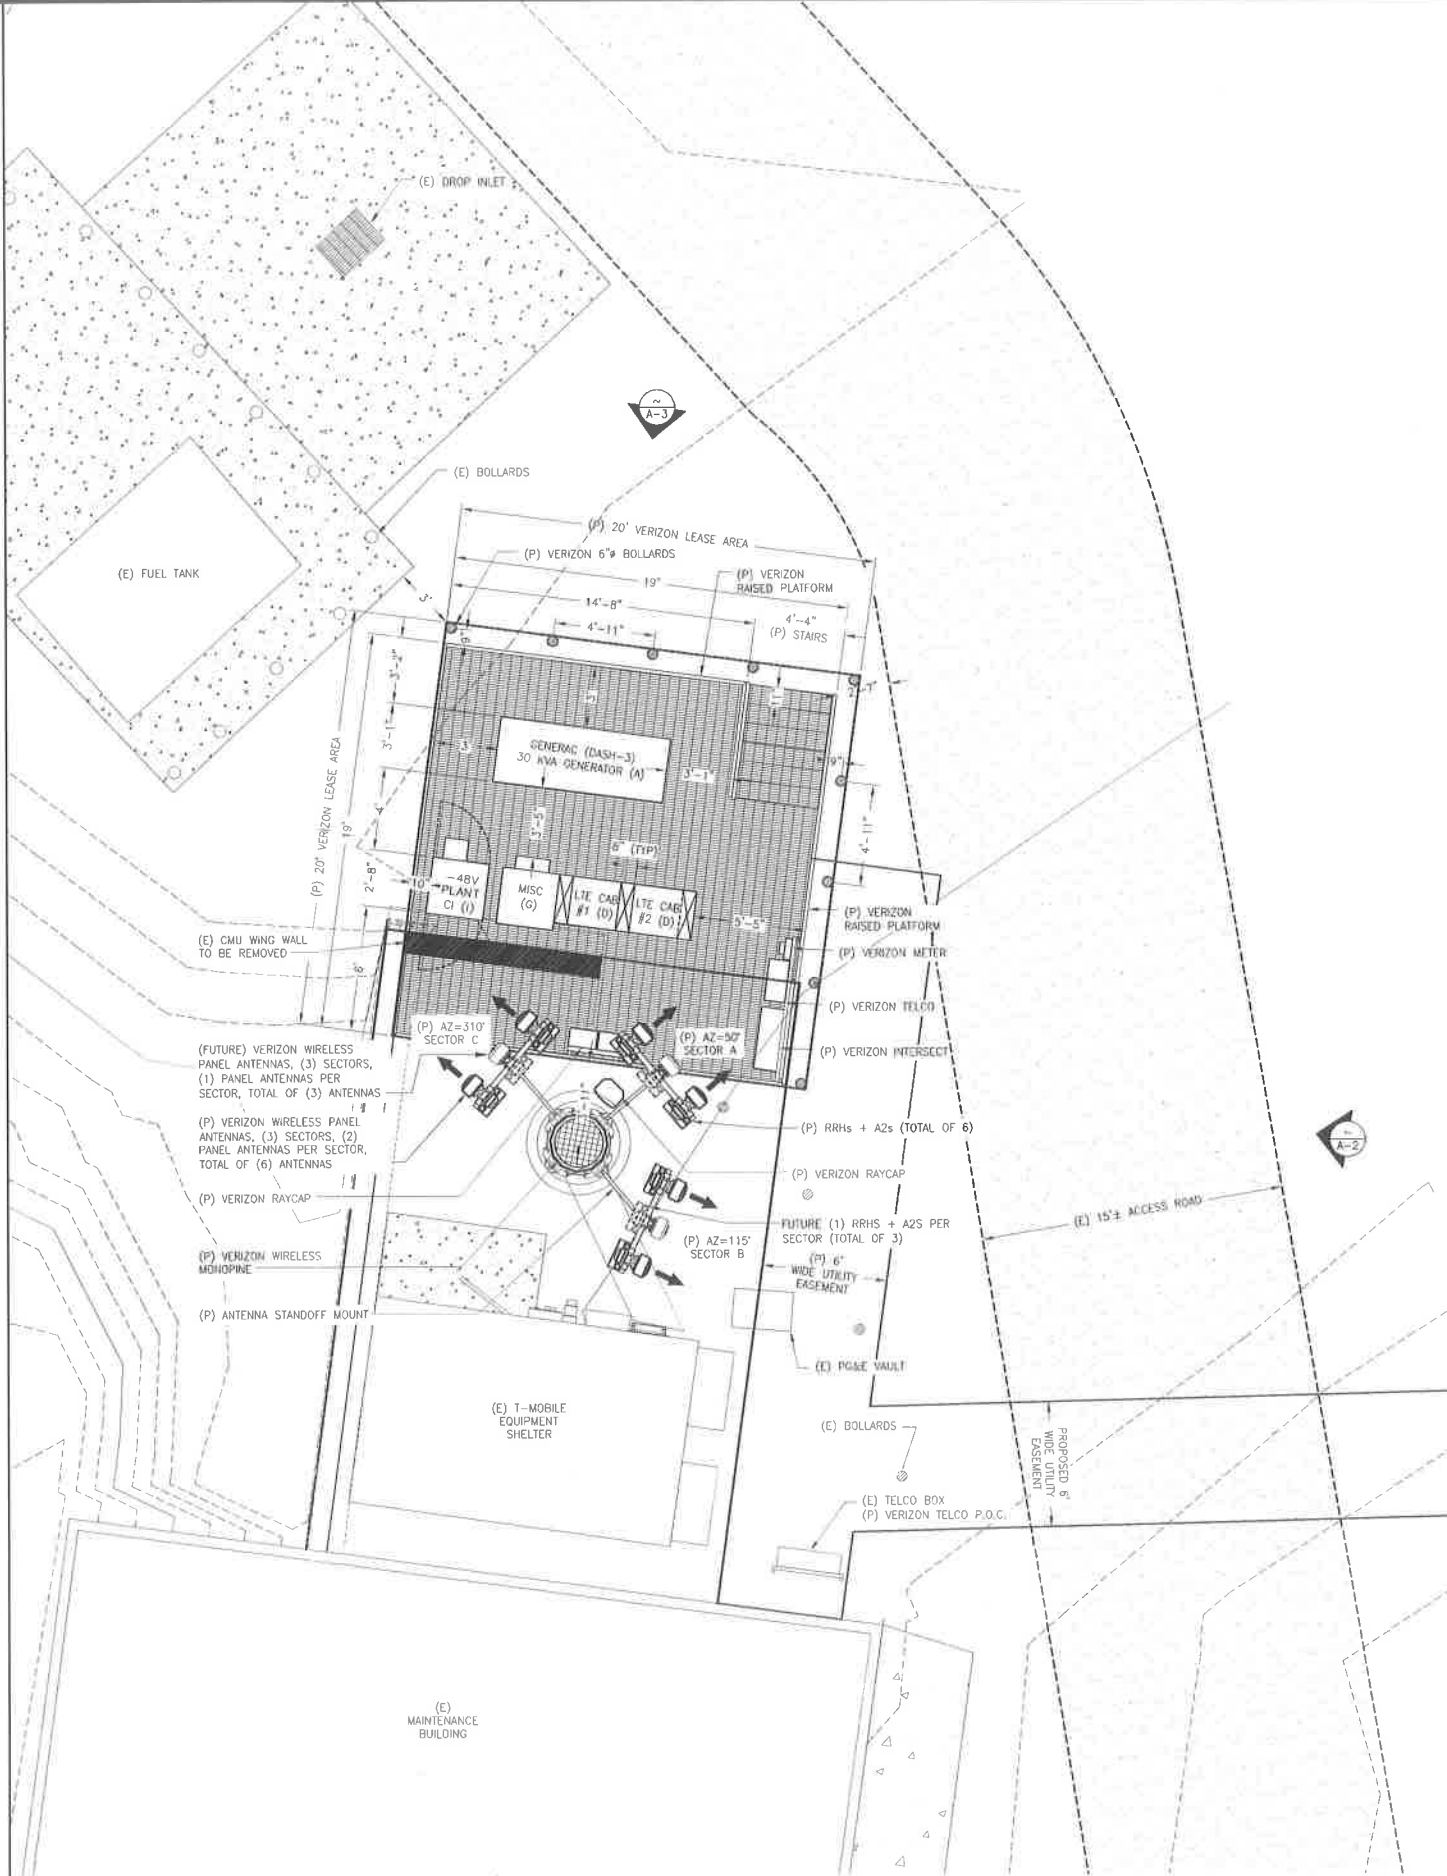 (E) DROP INLET
~
A-3
(E) BOLLARDS
(P) 20' VERIZON LEASE AREA
(P) VERIZON 6"ø BOLLARDS
(E) FUEL TANK
19"
(P) VERIZON
RAISED PLATFORM
14'-8"
3'
4'-11"
4'-4"
(P) STAIRS
3'-1"
3'
(P) 20' VERIZON LEASE AREA
19'
GENERAC (DASH-3)
30 KVA GENERATOR (A)
3'-1"
9"
4'-11"
3'-5"
6" (TYP)
2'-8"
10"
-48V
PLANT
CI (I)
MISC
(G)
LTE CAB
#1 (D)
LTE CAB
#2 (D)
5'-5"
(P) VERIZON
RAISED PLATFORM
(E) CMU WING WALL
TO BE REMOVED
(P) VERIZON METER
(P) VERIZON TELCO
(P) AZ=310°
SECTOR C
(P) AZ=50°
SECTOR A
(P) VERIZON INTERSECT
(FUTURE) VERIZON WIRELESS
PANEL ANTENNAS, (3) SECTORS,
(1) PANEL ANTENNAS PER
SECTOR, TOTAL OF (3) ANTENNAS
(P) VERIZON WIRELESS PANEL
ANTENNAS, (3) SECTORS, (2)
PANEL ANTENNAS PER SECTOR,
TOTAL OF (6) ANTENNAS
(P) RRHs + A2s (TOTAL OF 6)
A-2
(P) VERIZON RAYCAP
(P) VERIZON RAYCAP
FUTURE (1) RRHS + A2S PER
SECTOR (TOTAL OF 3)
(E) 15'± ACCESS ROAD
(P) AZ=115°
SECTOR B
(P) VERIZON WIRELESS
MONOPINE
(P) 6'
WIDE UTILITY
EASEMENT
(P) ANTENNA STANDOFF MOUNT
(E) PG&E VAULT
(E) T-MOBILE
EQUIPMENT
SHELTER
(E) BOLLARDS
PROPOSED 6'
WIDE UTILITY
EASEMENT
(E) TELCO BOX
(P) VERIZON TELCO P.O.C.
(E)
MAINTENANCE
BUILDING